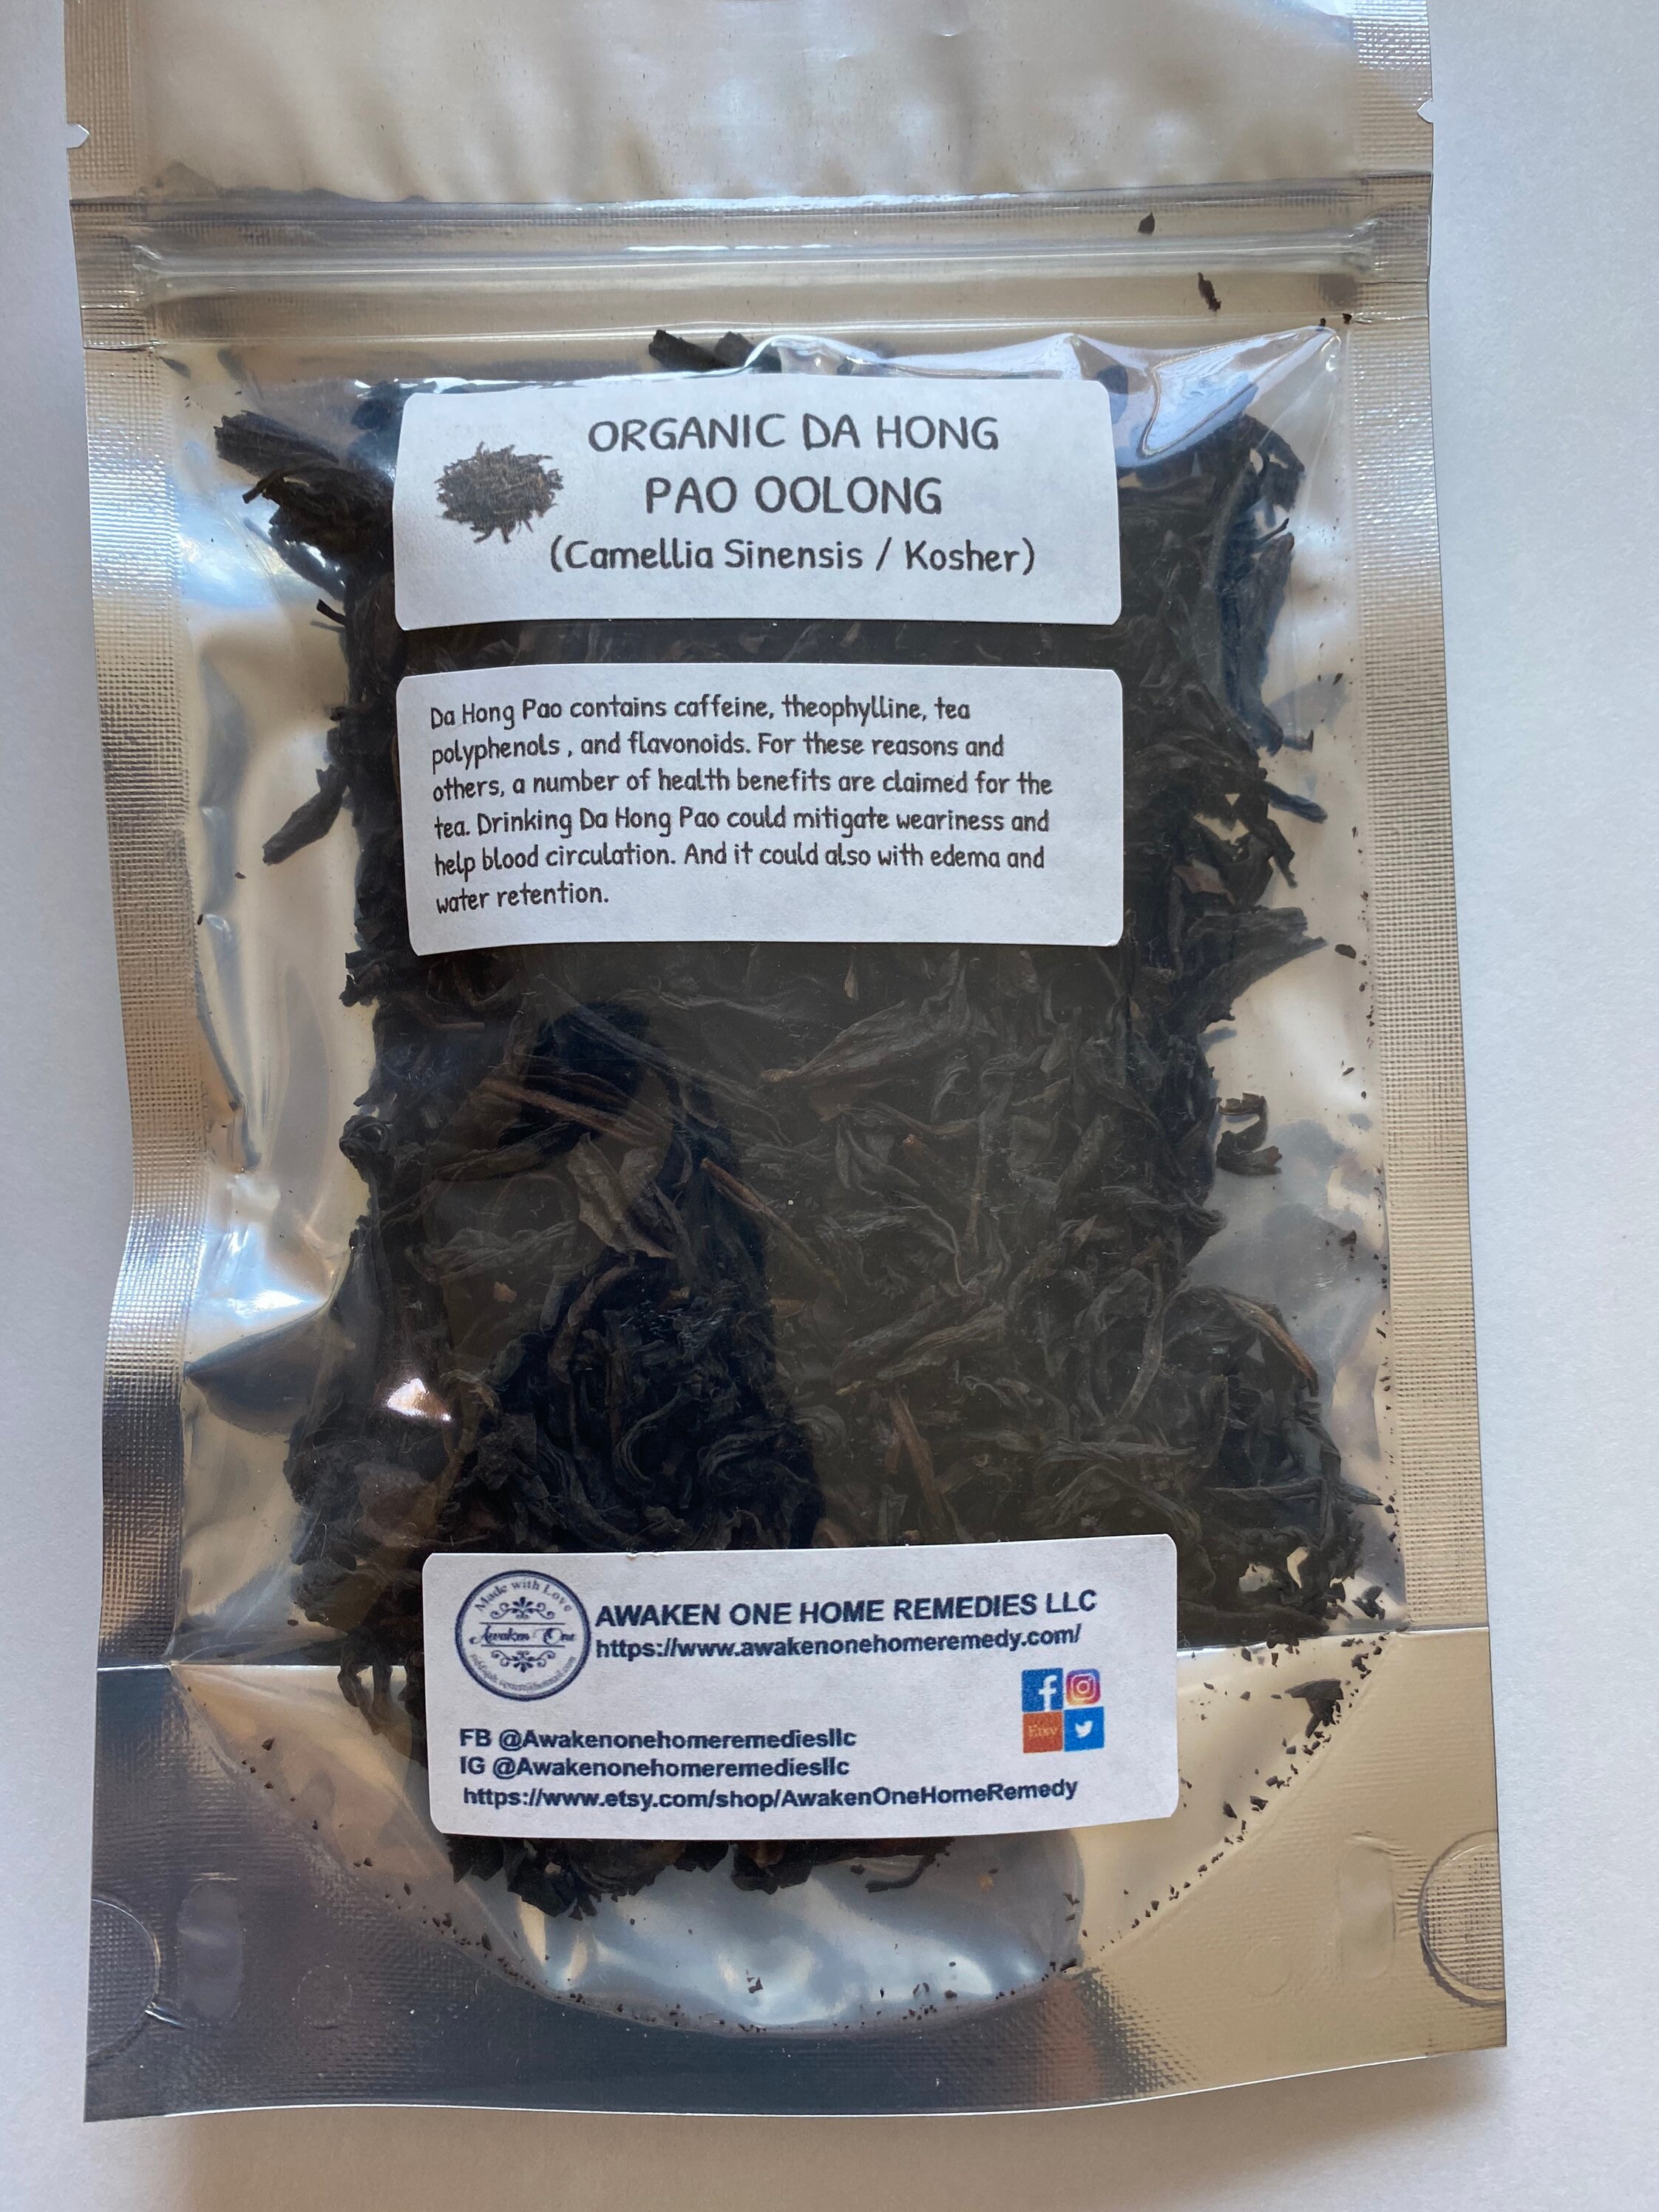 ORGANIC DA HONG
PAO OOLONG
(Camellia Sinensis / Kosher)
Da Hong Pao contains caffeine, theophylline, tea
polyphenols , and flavonoids. For these reasons and
others, a number of health benefits are claimed for the
tea. Drinking Da Hong Pao could mitigate weariness and
help blood circulation. And it could also with edema and
water retention.
Made with Love
Awaken One
AWAKEN ONE HOME REMEDIES LLC
https://www.awakenonehomeremedy.com/
Etsy
FB @Awakenonehomeremediesllc
IG @Awakenonehomeremediesllc
https://www.etsy.com/shop/AwakenOneHomeRemedy